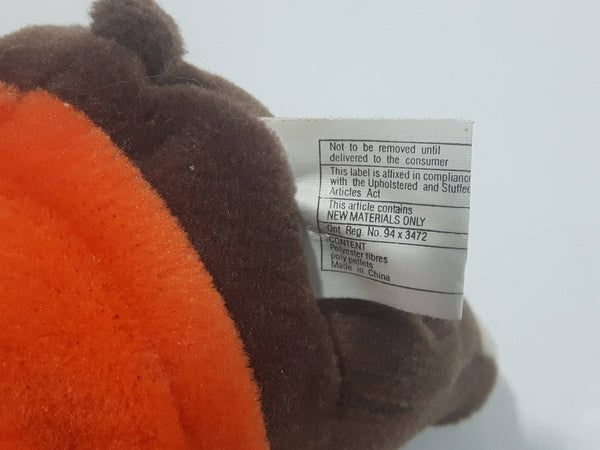 Not to be removed until
delivered to the consumer
This label is affixed in compliance
with the Upholstered and Stuffed
Articles Act
This article contains
NEW MATERIALS ONLY
Ont Reg. No. 94 x 3472
CONTENT
Polyester fibres
poly pellets
Made in China